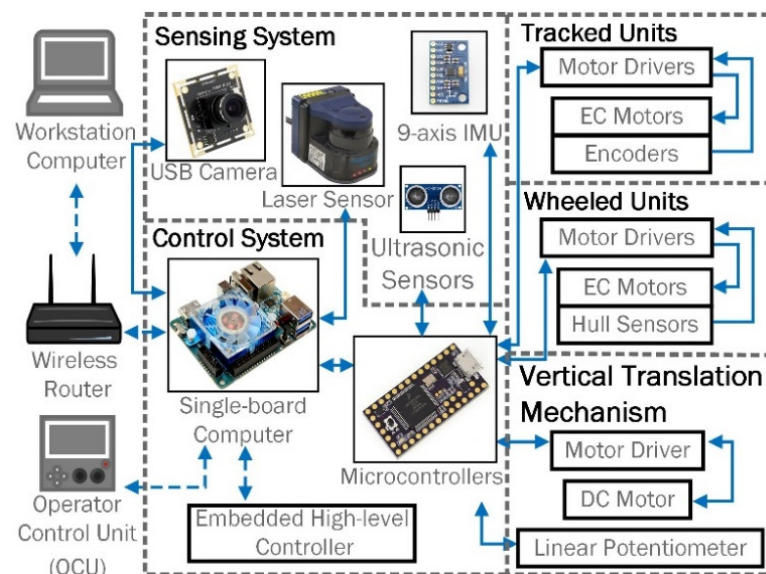 Sensing System
Workstation
Computer
USB Camera
Laser Sensor
9-axis IMU
Ultrasonic
Sensors
Tracked Units
Motor Drivers
EC Motors
Encoders
Wheeled Units
Motor Drivers
EC Motors
Hull Sensors
Control System
Wireless
Router
Single-board
Computer
Microcontrollers
Embedded High-level
Controller
Operator
Control Unit
(OCU)
Vertical Translation
Mechanism
Motor Driver
DC Motor
Linear Potentiometer